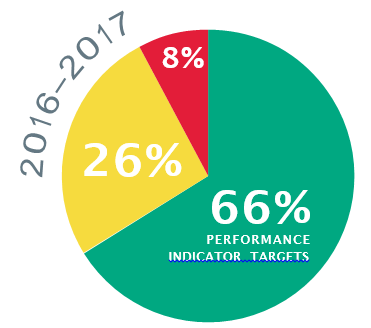 2016–2017
8%
26%
66%
PERFORMANCE
INDICATOR TARGETS